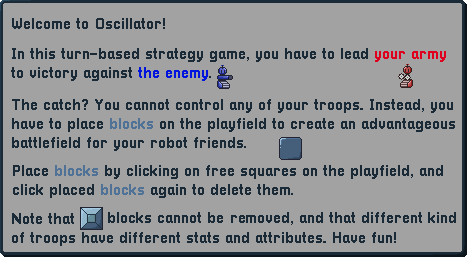 Welcome to Oscillator!
In this turn-based strategy game, you have to lead your army
to victory against the enemy.
The catch? You cannot control any of your troops. Instead, you
have to place blocks on the playfield to create an advantageous
battlefield for your robot friends.
Place blocks by clicking on free squares on the playfield, and
click placed blocks again to delete them.
Note that blocks cannot be removed, and that different kind
of troops have different stats and attributes. Have fun!